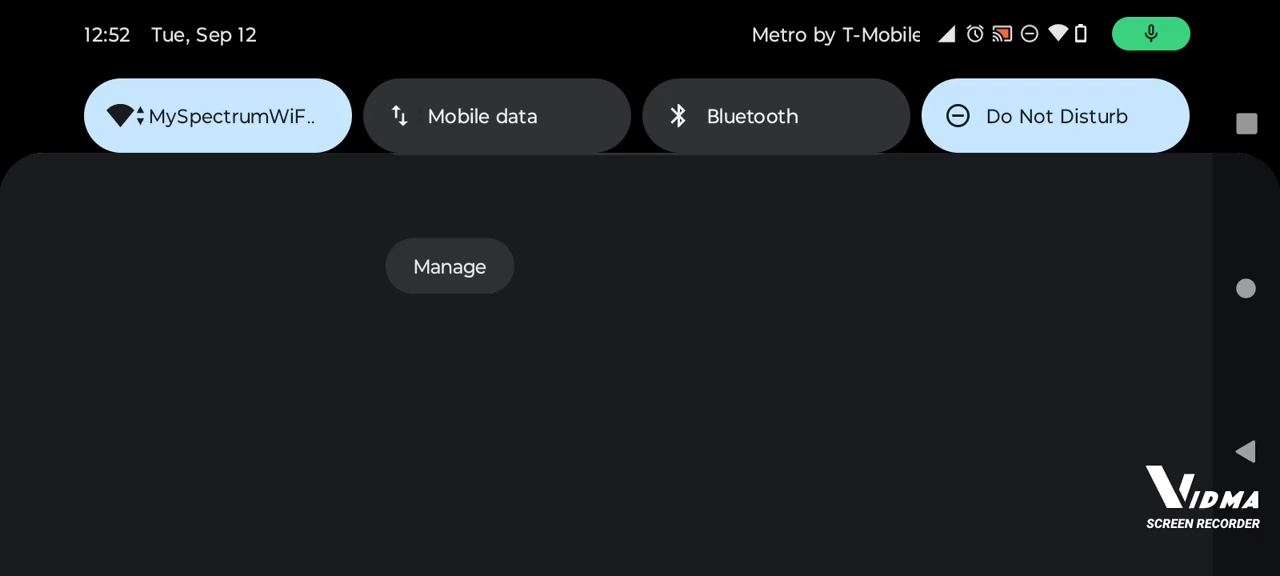 12:52 Tue, Sep 12 Metro by T-Mobile
MySpectrumWiF.. Mobile data Bluetooth Do Not Disturb
Manage
VIDMA
SCREEN RECORDER